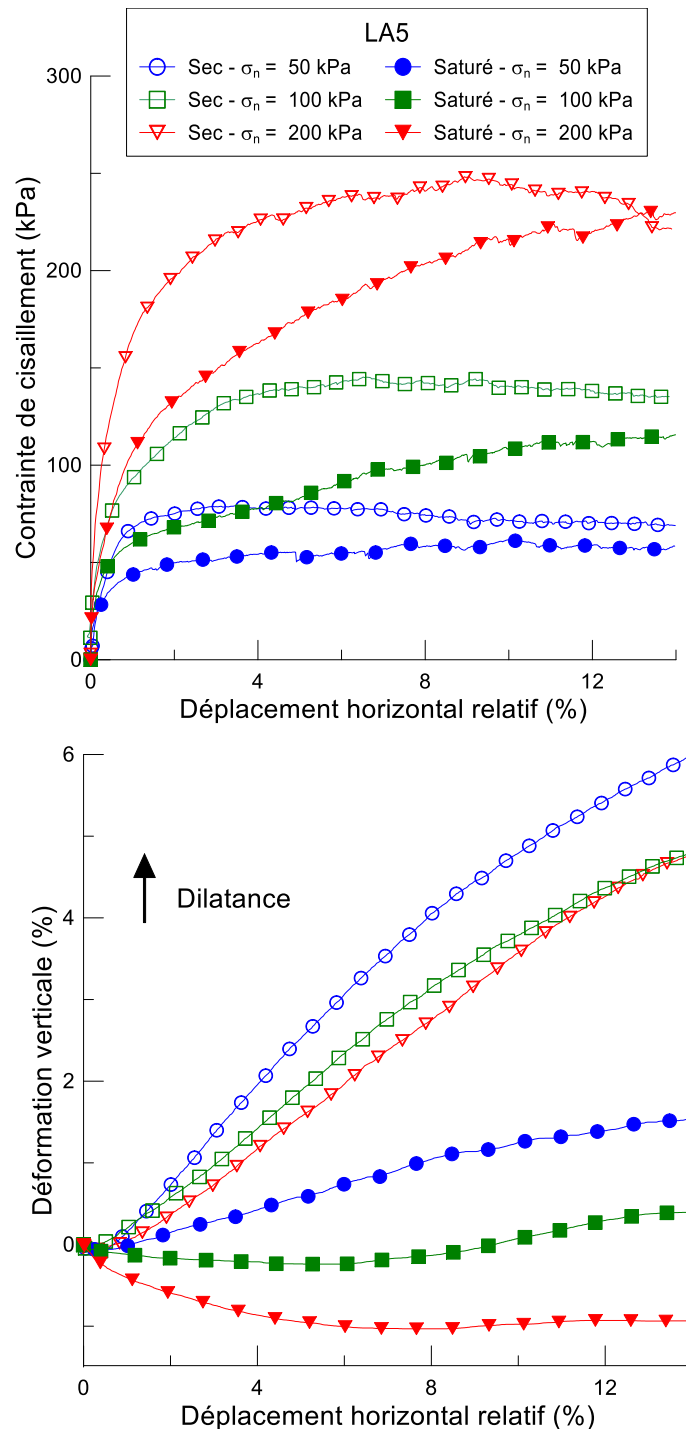 LA5
Sec - σn = 50 kPa Saturé - σn = 50 kPa
Sec - σn = 100 kPa Saturé - σn = 100 kPa
Sec - σn = 200 kPa Saturé - σn = 200 kPa
300
200
100
0
Contrainte de cisaillement (kPa)
0 4 8 12
Déplacement horizontal relatif (%)
6
4
2
0
Dilatance
Déformation verticale (%)
0 4 8 12
Déplacement horizontal relatif (%)